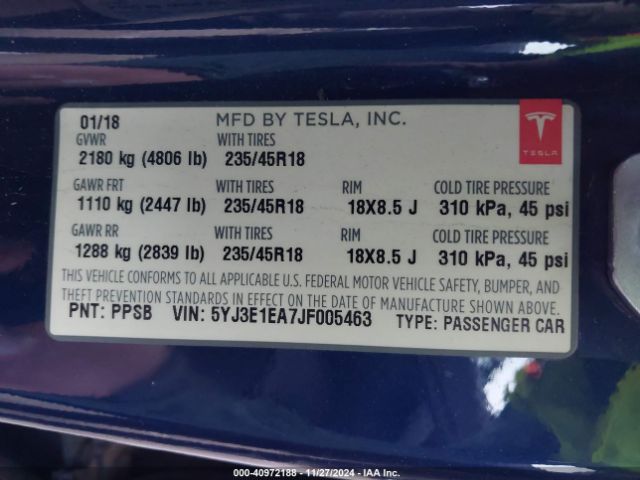 01/18 MFD BY TESLA, INC.
GVWR WITH TIRES
2180 kg (4806 lb) 235/45R18
TESLA
GAWR FRT WITH TIRES RIM COLD TIRE PRESSURE
1110 kg (2447 lb) 235/45R18 18X8.5 J 310 kPa, 45 psi
GAWR RR WITH TIRES RIM COLD TIRE PRESSURE
1288 kg (2839 lb) 235/45R18 18X8.5 J 310 kPa, 45 psi
THIS VEHICLE CONFORMS TO ALL APPLICABLE U.S. FEDERAL MOTOR VEHICLE SAFETY, BUMPER, AND
THEFT PREVENTION STANDARDS IN EFFECT ON THE DATE OF MANUFACTURE SHOWN ABOVE.
PNT: PPSB VIN: 5YJ3E1EA7JF005463 TYPE: PASSENGER CAR
000-40972188 - 11/27/2024 - IAA Inc.